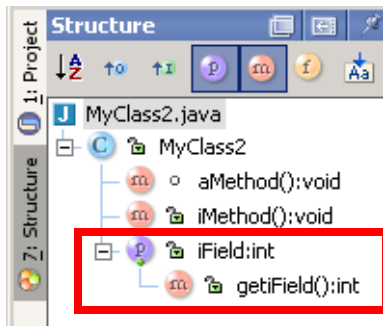 Structure
1: Project
7: Structure
MyClass2.java
MyClass2
aMethod():void
iMethod():void
iField:int
getiField():int